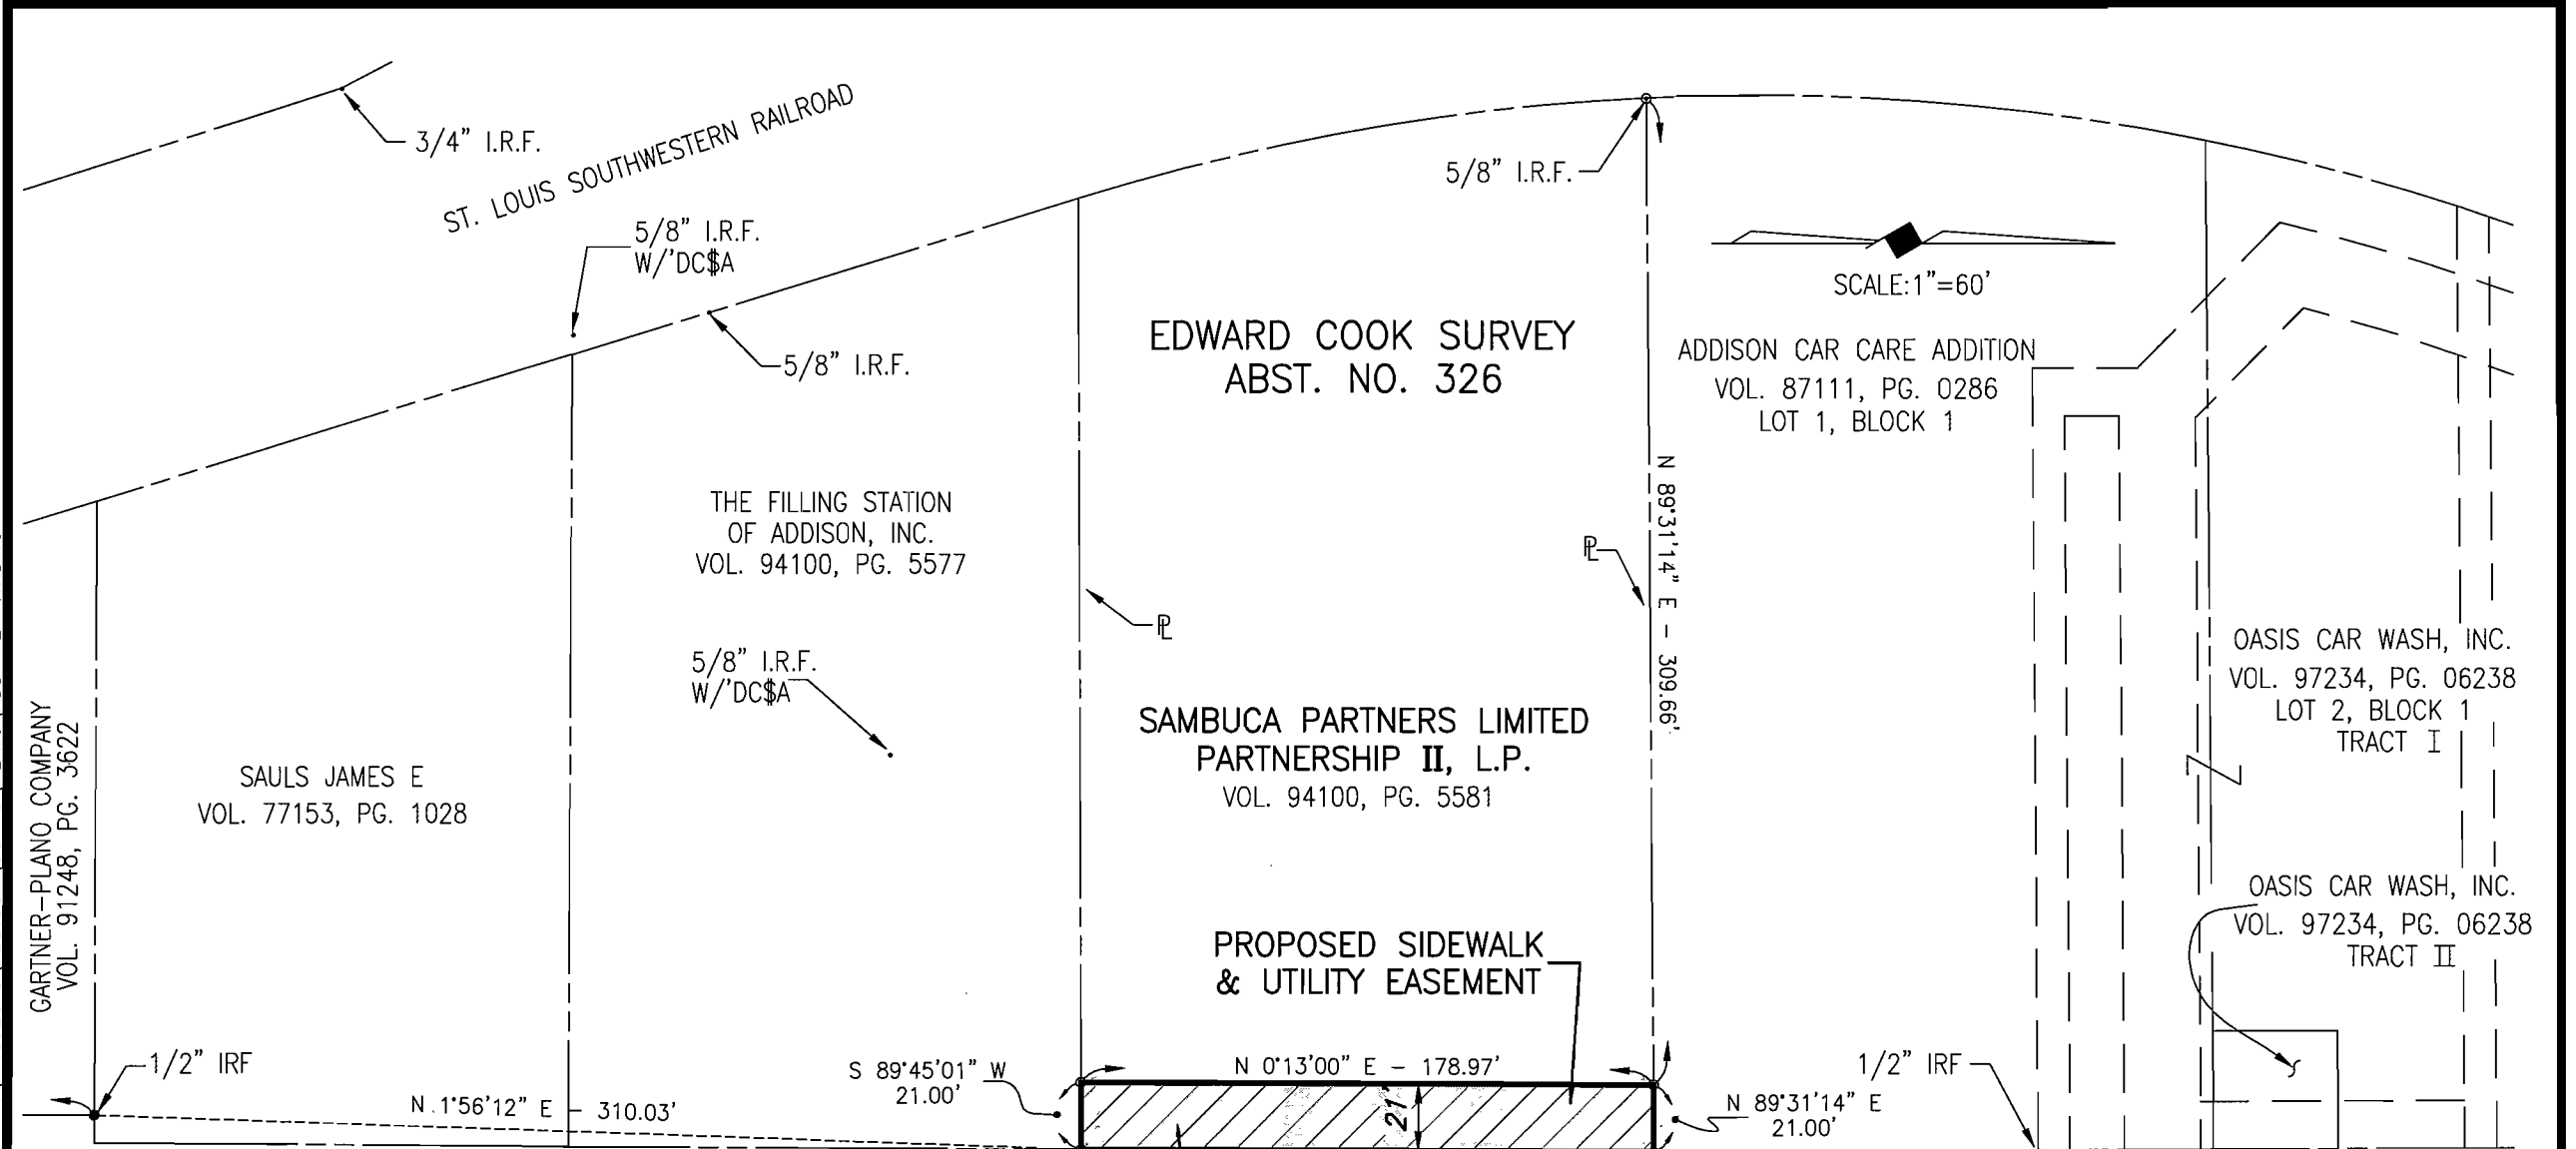 3/4" I.R.F.
ST. LOUIS SOUTHWESTERN RAILROAD
5/8" I.R.F.
W/'DC$A
5/8" I.R.F.
5/8" I.R.F.
SCALE:1"=60'
EDWARD COOK SURVEY
ABST. NO. 326
ADDISON CAR CARE ADDITION
VOL. 87111, PG. 0286
LOT 1, BLOCK 1
THE FILLING STATION
OF ADDISON, INC.
VOL. 94100, PG. 5577
N 89°31'14" E - 309.66'
PL
PL
5/8" I.R.F.
W/'DC$A
OASIS CAR WASH, INC.
VOL. 97234, PG. 06238
LOT 2, BLOCK 1
TRACT I
GARTNER-PLANO COMPANY
VOL. 91248, PG. 3622
SAULS JAMES E
VOL. 77153, PG. 1028
SAMBUCA PARTNERS LIMITED
PARTNERSHIP II, L.P.
VOL. 94100, PG. 5581
OASIS CAR WASH, INC.
VOL. 97234, PG. 06238
TRACT II
PROPOSED SIDEWALK
& UTILITY EASEMENT
1/2" IRF
N 1°56'12" E - 310.03'
S 89°45'01" W
21.00'
N 0°13'00" E - 178.97'
21'
N 89°31'14" E
21.00'
1/2" IRF